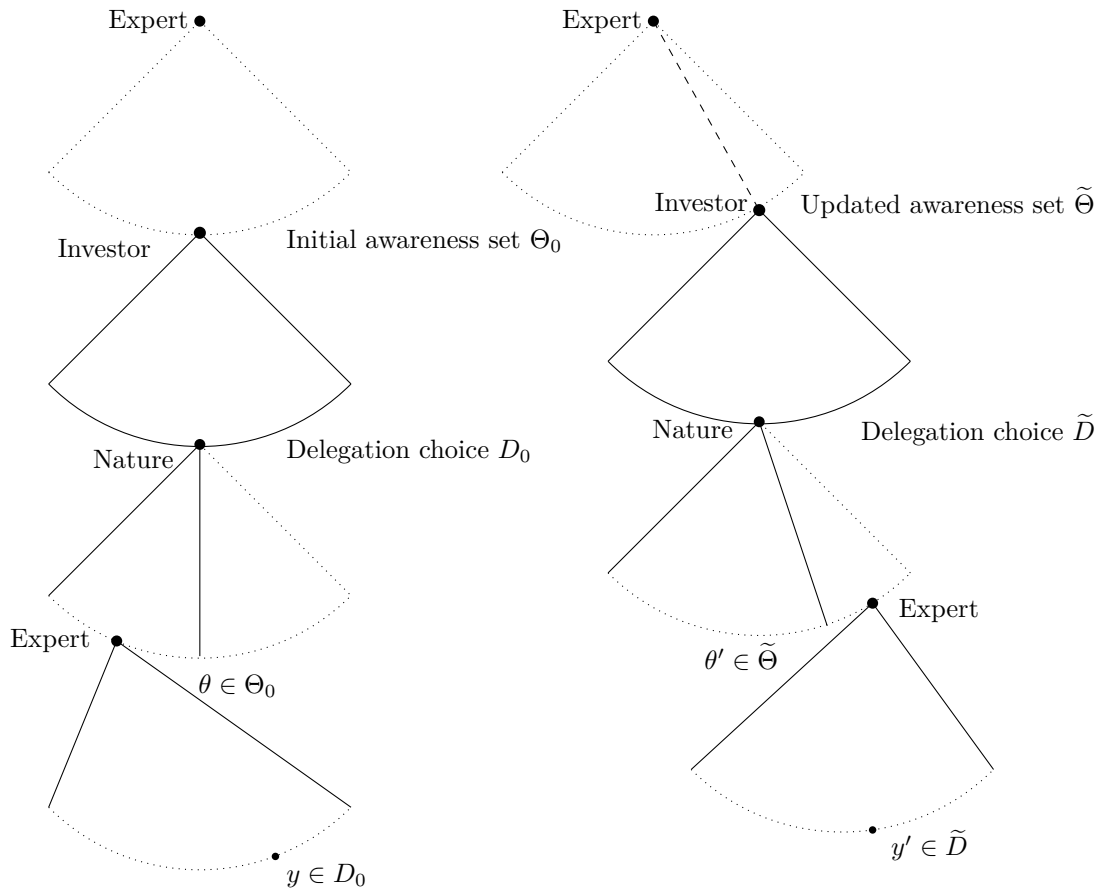 Expert
Investor
Initial awareness set Θ₀
Nature
Delegation choice D₀
Expert
θ ∈ Θ₀
y ∈ D₀
Expert
Investor
Updated awareness set Θ̃
Nature
Delegation choice D̃
Expert
θ′ ∈ Θ̃
y′ ∈ D̃